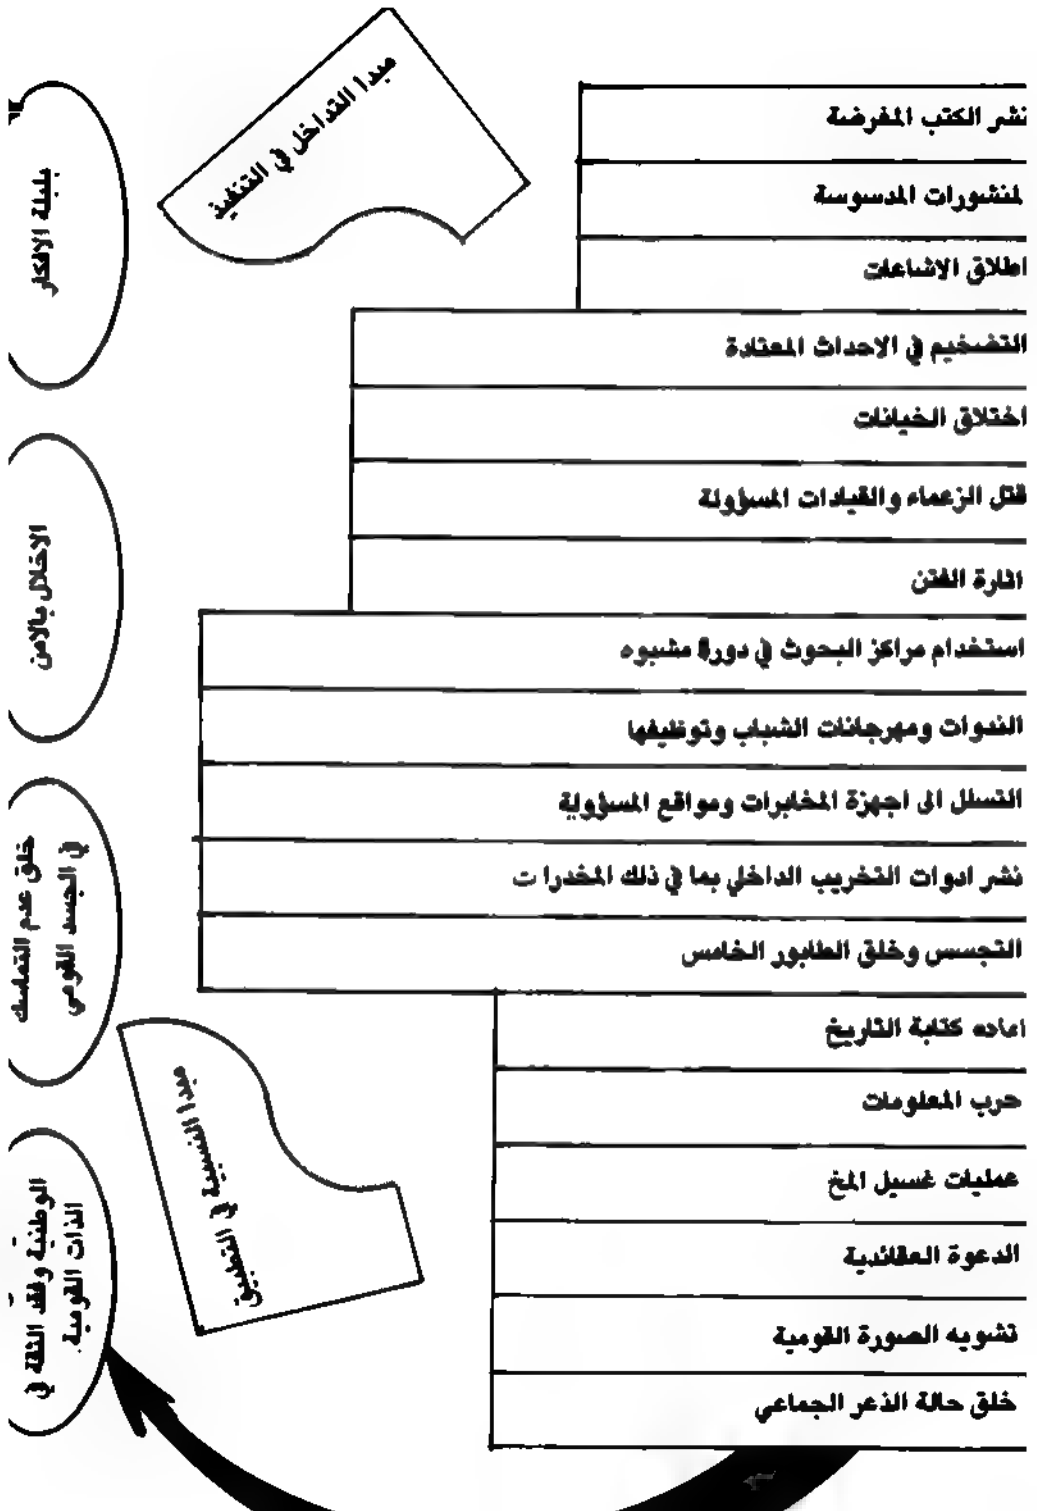 مبدا التداخل في التنفيذ
نشر الكتب المغرضة
لمنشورات المدسوسة
اطلاق الاشاعات
التضخيم في الاحداث المعتادة
اختلاق الخيانات
قتل الزعماء والقيادات المسؤولة
اثارة الفتن
استخدام مراكز البحوث في دورة مشبوه
الندوات ومهرجانات الشباب وتوظيفها
التسلل الى اجهزة المخابرات ومواقع المسؤولية
نشر ادوات التخريب الداخلي بما في ذلك المخدرا ت
التجسس وخلق الطابور الخامس
اعاده كتابة التاريخ
حرب المعلومات
عمليات غسيل المخ
الدعوة العقائدية
تشويه الصورة القومية
خلق حالة الذعر الجماعي
مبدا النسبية في التطبيق
بلبلة الافكار
الاخلال بالامن
خلق عدم التماسك
في الجسد القومي
الوطنية وفقد الثقة في
الذات القومية.